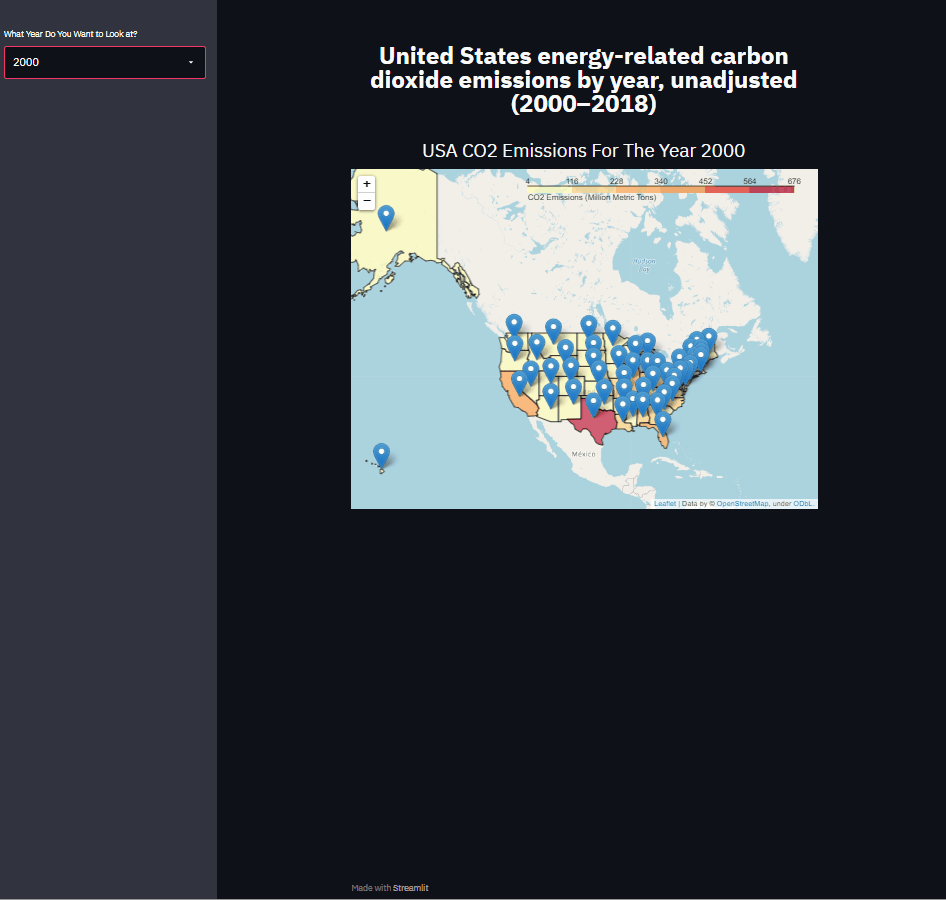 What Year Do You Want to Look at?
2000
United States energy-related carbon
dioxide emissions by year, unadjusted
(2000–2018)
USA CO2 Emissions For The Year 2000
+
−
4 116 228 340 452 564 676
CO2 Emissions (Million Metric Tons)
Hudson
Bay
México
Leaflet | Data by © OpenStreetMap, under ODbL.
Made with Streamlit